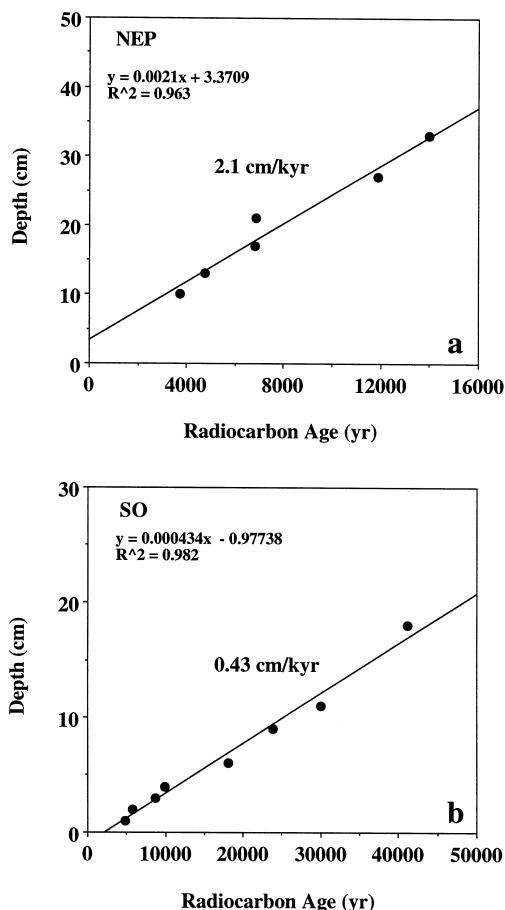 50
NEP
y = 0.0021x + 3.3709
R^2 = 0.963
40
30
2.1 cm/kyr
Depth (cm)
20
10
a
0
0 4000 8000 12000 16000
Radiocarbon Age (yr)
30
SO
y = 0.000434x - 0.97738
R^2 = 0.982
20
0.43 cm/kyr
Depth (cm)
10
b
0
0 10000 20000 30000 40000 50000
Radiocarbon Age (yr)